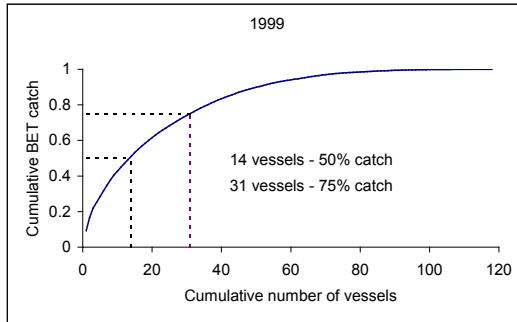 1999
1
0.8
0.6
0.4
0.2
0
Cumulative BET catch
14 vessels - 50% catch
31 vessels - 75% catch
0 20 40 60 80 100 120
Cumulative number of vessels